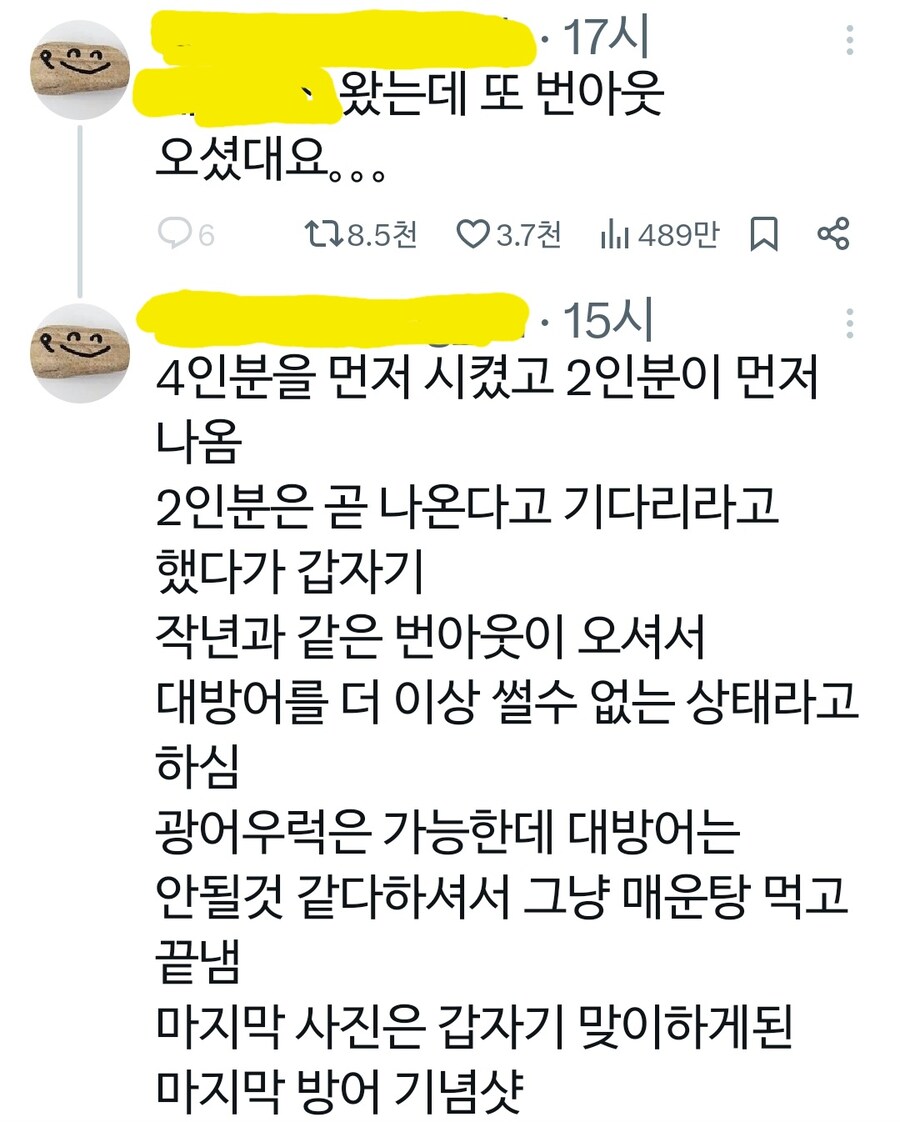 · 17시
왔는데 또 번아웃
오셨대요。。。
6 8.5천 3.7천 489만
· 15시
4인분을 먼저 시켰고 2인분이 먼저
나옴
2인분은 곧 나온다고 기다리라고
했다가 갑자기
작년과 같은 번아웃이 오셔서
대방어를 더 이상 썰수 없는 상태라고
하심
광어우럭은 가능한데 대방어는
안될것 같다하셔서 그냥 매운탕 먹고
끝냄
마지막 사진은 갑자기 맞이하게된
마지막 방어 기념샷